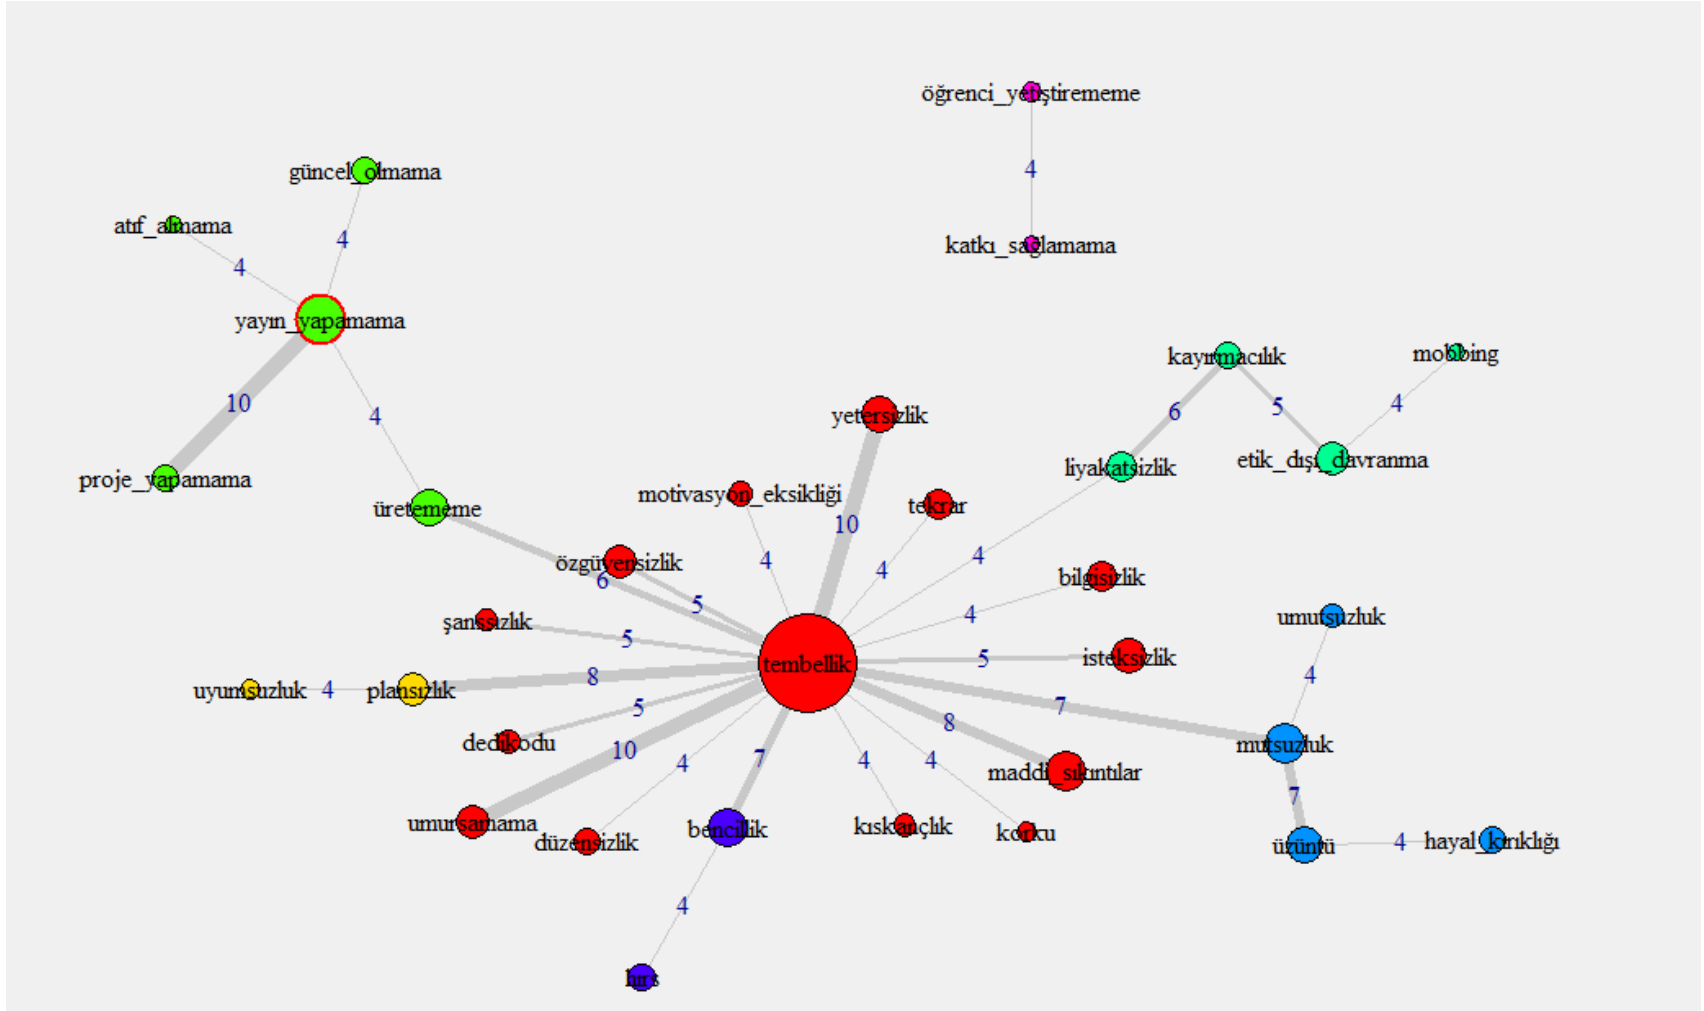 öğrenci_yetiştirememe
4
katkı_sağlamama
güncel_olmama
atıf_almama
4
4
yayın_yapamama
10
4
proje_yapamama
üretememe
kayırmacılık
mobbing
6
5
4
liyakatsizlik
etik_dışı_davranma
yetersizlik
motivasyon_eksikliği
tekrar
10
4
4
4
özgüvensizlik
6
5
bilgisizlik
4
şanssızlık
5
tembellik
5
isteksizlik
umutsuzluk
4
uyumsuzluk
4
plansızlık
8
7
mutsuzluk
dedikodu
5
10
4
7
4
4
8
maddi_sıkıntılar
7
umursamama
düzensizlik
bencillik
kıskançlık
korku
üzüntü
4
hayal_kırıklığı
4
hırs